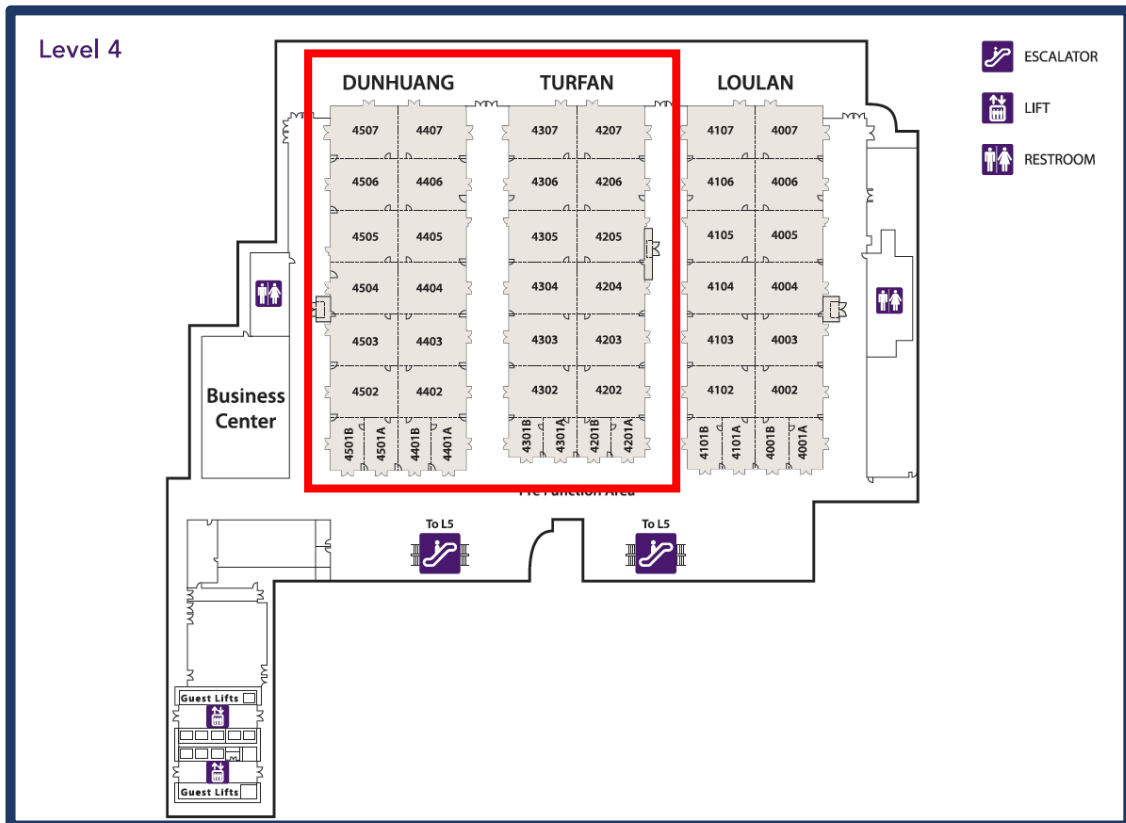 Level 4
ESCALATOR
LIFT
RESTROOM
DUNHUANG TURFAN LOULAN
4507 4407 4307 4207 4107 4007
4506 4406 4306 4206 4106 4006
4505 4405 4305 4205 4105 4005
4504 4404 4304 4204 4104 4004
4503 4403 4303 4203 4103 4003
4502 4402 4302 4202 4102 4002
4501B 4501A 4401B 4401A 4301B 4301A 4201B 4201A 4101B 4101A 4001B 4001A
Business
Center
Pre Function Area
To L5 To L5
Guest Lifts
Guest Lifts